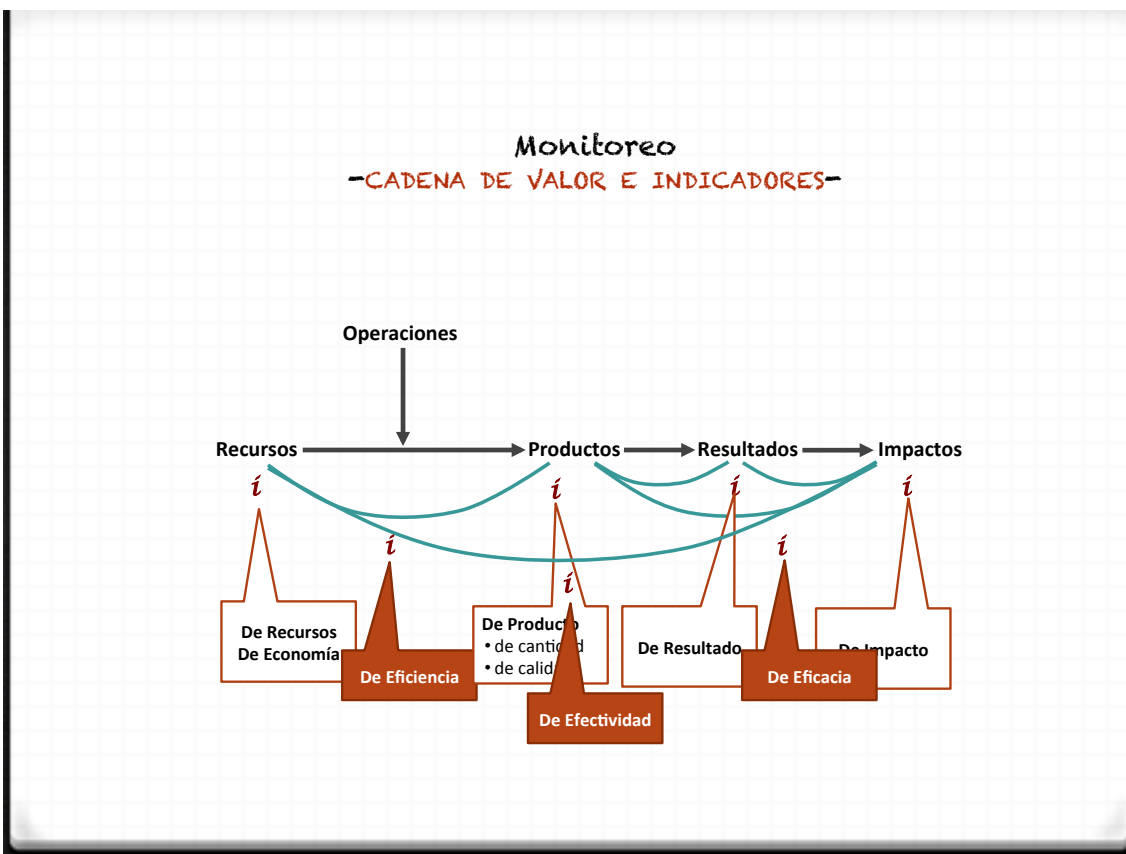 Monitoreo
-CADENA DE VALOR E INDICADORES-
Operaciones
Recursos
Productos
Resultados
Impactos
í
í
í
í
í
í
í
De Recursos
De Economía
De Eficiencia
De Producto
• de cantidad
• de calidad
De Efectividad
De Resultado
De Eficacia
De Impacto